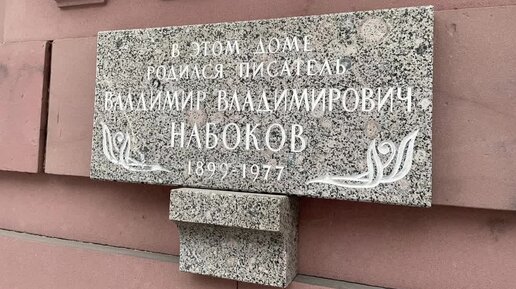 В ЭТОМ ДОМЕ
РОДИЛСЯ ПИСАТЕЛЬ
ВЛАДИМИР ВЛАДИМИРОВИЧ
НАБОКОВ
1899-1977